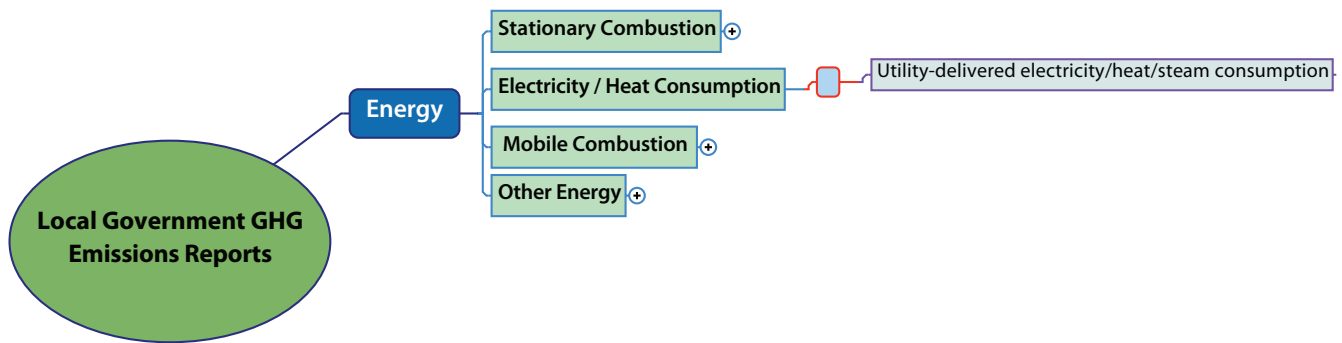 Stationary Combustion
Electricity / Heat Consumption
Utility-delivered electricity/heat/steam consumption
Energy
Mobile Combustion
Other Energy
Local Government GHG
Emissions Reports